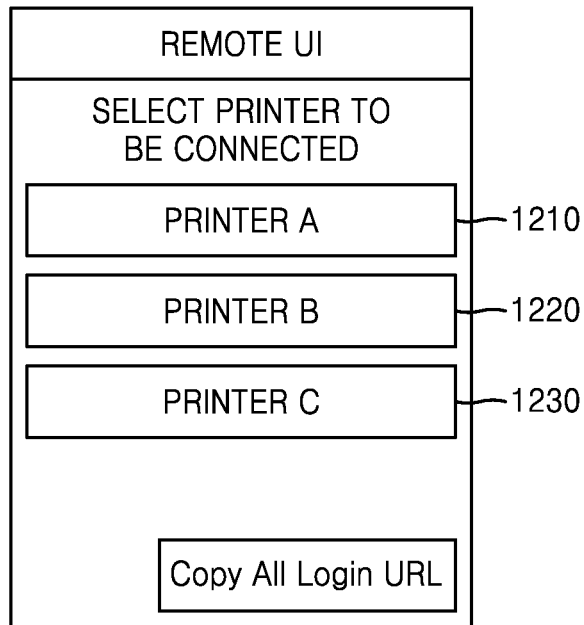 REMOTE UI
SELECT PRINTER TO
BE CONNECTED
PRINTER A
1210
PRINTER B
1220
PRINTER C
1230
Copy All Login URL